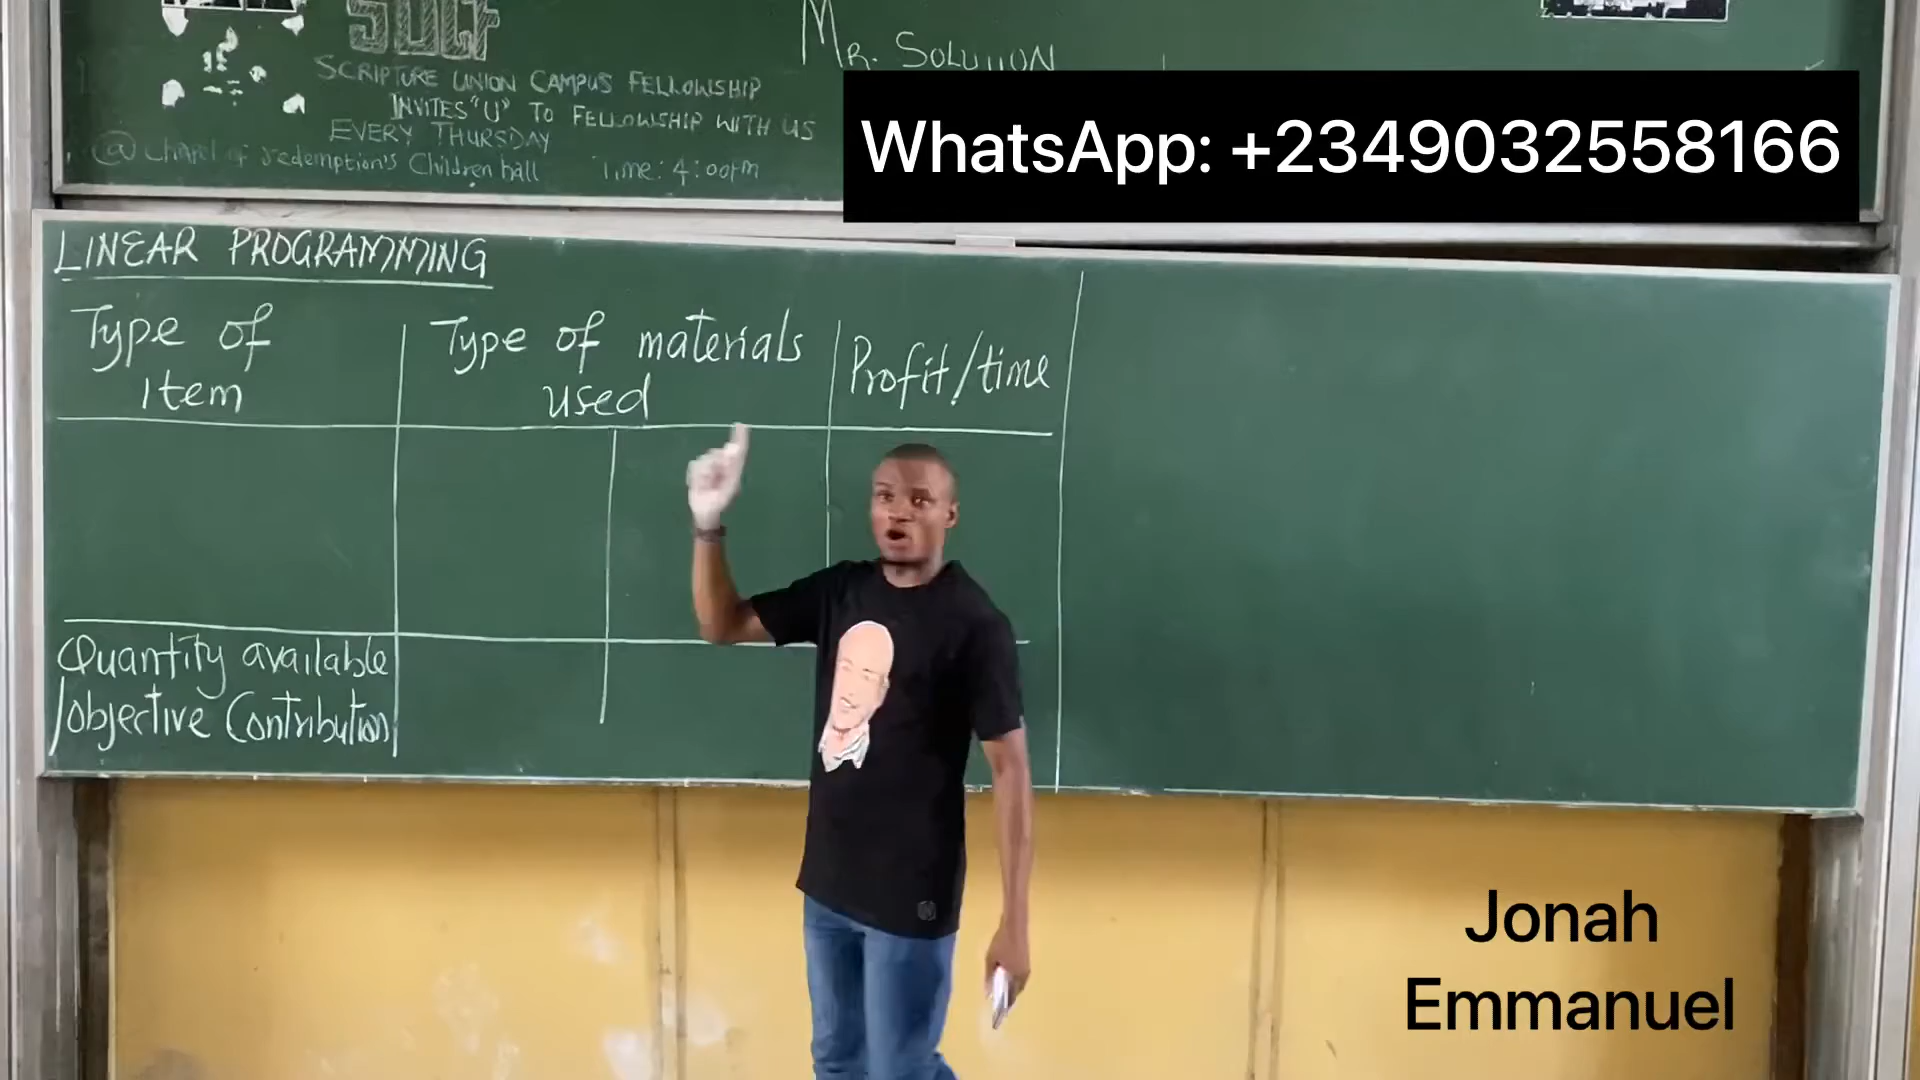 SUCF
MR. SOLUTION
SCRIPTURE UNION CAMPUS FELLOWSHIP
INVITES "U" TO FELLOWSHIP WITH US
EVERY THURSDAY
@ Chapel of redemption's Children hall Time: 4:00pm
WhatsApp: +2349032558166
LINEAR PROGRAMMING
Type of
Item
Type of materials
used
Profit/time
Quantity available
/objective Contribution
Jonah
Emmanuel